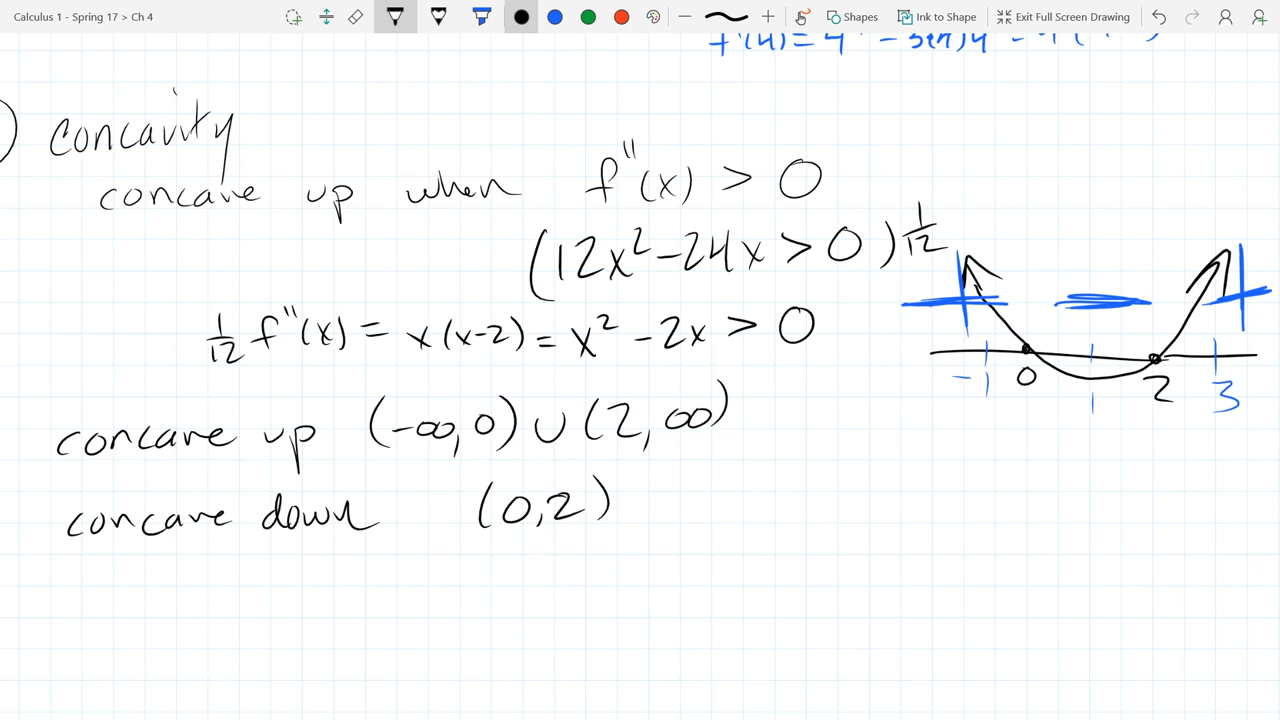 Calculus 1 - Spring 17 > Ch 4
Shapes
Ink to Shape
Exit Full Screen Drawing
) concavity
concave up when f''(x) > 0
(12x² - 24x > 0) 1/12
1/12 f''(x) = x(x-2) = x² - 2x > 0
-1 0 1 2 3
concave up (-∞,0) ∪ (2,∞)
concave down (0,2)